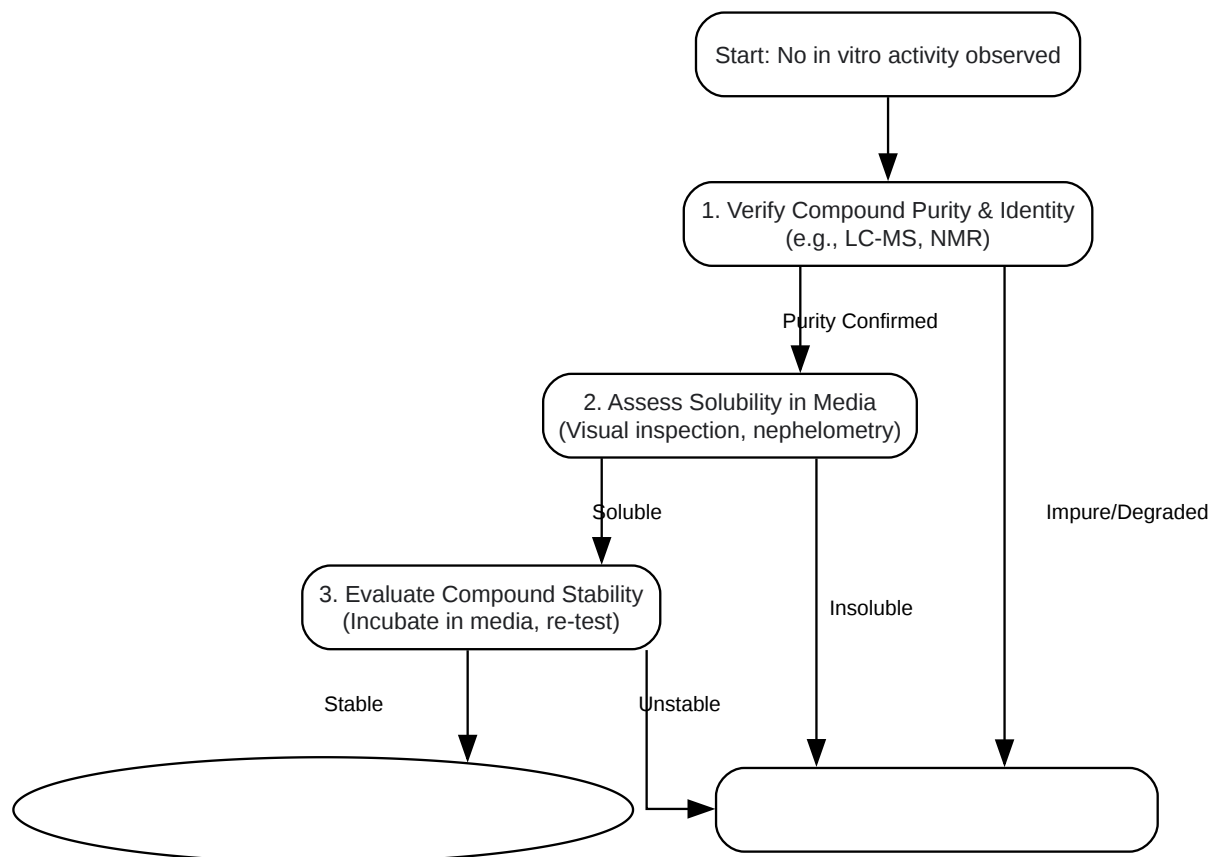 Start: No in vitro activity observed
1. Verify Compound Purity & Identity
(e.g., LC-MS, NMR)
Purity Confirmed
2. Assess Solubility in Media
(Visual inspection, nephelometry)
Soluble
Impure/Degraded
3. Evaluate Compound Stability
(Incubate in media, re-test)
Insoluble
Stable
Unstable